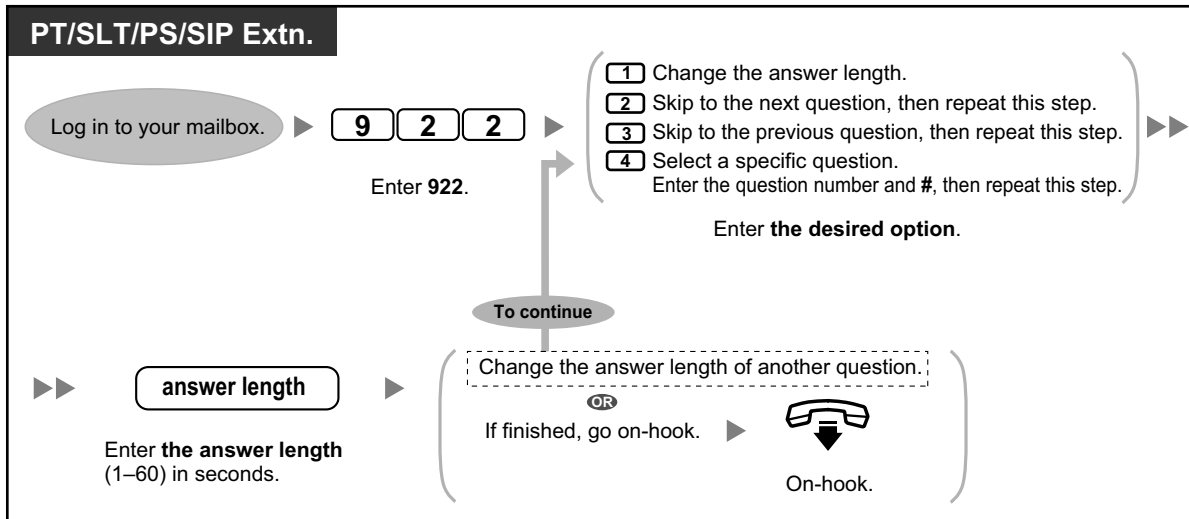 PT/SLT/PS/SIP Extn.
Log in to your mailbox.
9 2 2
Enter 922.
1 Change the answer length.
2 Skip to the next question, then repeat this step.
3 Skip to the previous question, then repeat this step.
4 Select a specific question.
Enter the question number and #, then repeat this step.
Enter the desired option.
To continue
answer length
Enter the answer length
(1–60) in seconds.
Change the answer length of another question.
OR
If finished, go on-hook.
On-hook.